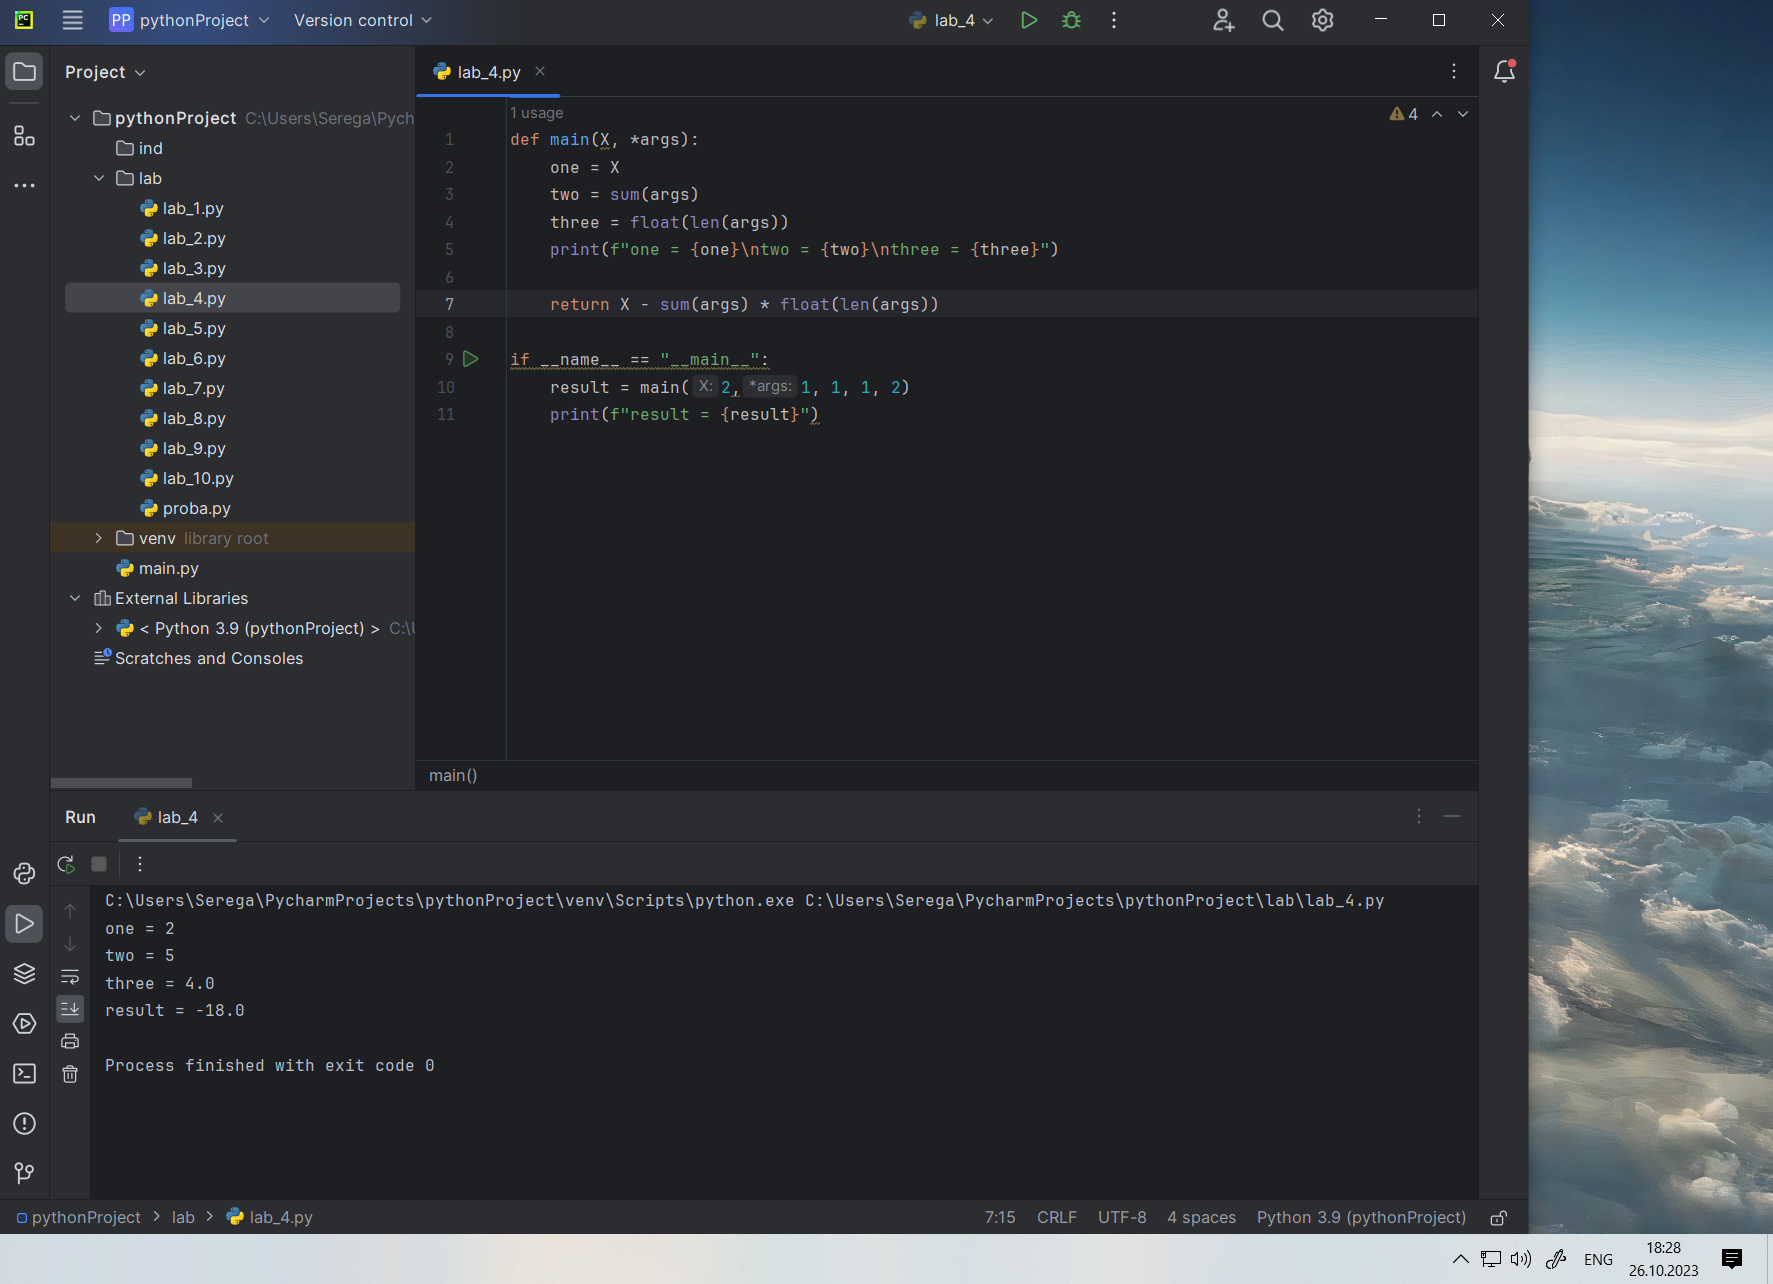 PC
PP pythonProject
Version control
lab_4
Project
lab_4.py
pythonProject C:\Users\Serega\Pych
ind
lab
lab_1.py
lab_2.py
lab_3.py
lab_4.py
lab_5.py
lab_6.py
lab_7.py
lab_8.py
lab_9.py
lab_10.py
proba.py
venv library root
main.py
External Libraries
< Python 3.9 (pythonProject) > C:\U
Scratches and Consoles
1 usage
4
1 def main(X, *args):
2 one = X
3 two = sum(args)
4 three = float(len(args))
5 print(f"one = {one}\ntwo = {two}\nthree = {three}")
6
7 return X - sum(args) * float(len(args))
8
9 if __name__ == "__main__":
10 result = main( X: 2, *args: 1, 1, 1, 2)
11 print(f"result = {result}")
main()
Run
lab_4
C:\Users\Serega\PycharmProjects\pythonProject\venv\Scripts\python.exe C:\Users\Serega\PycharmProjects\pythonProject\lab\lab_4.py
one = 2
two = 5
three = 4.0
result = -18.0
Process finished with exit code 0
pythonProject > lab > lab_4.py
7:15 CRLF UTF-8 4 spaces Python 3.9 (pythonProject)
ENG
18:28
26.10.2023